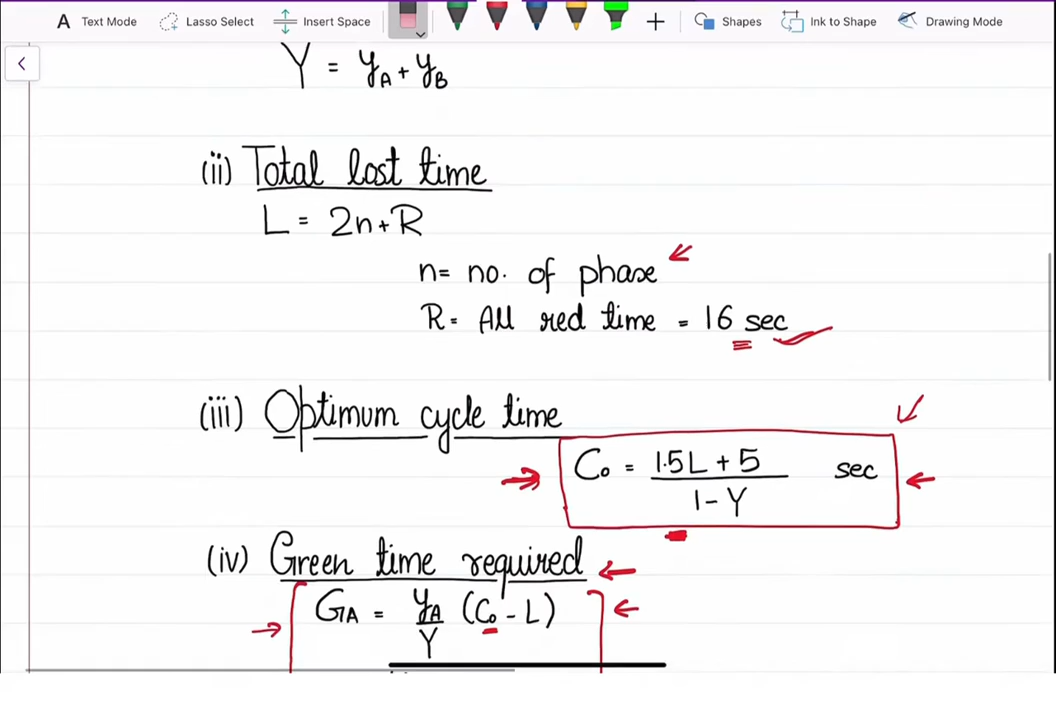 Text Mode Lasso Select Insert Space Shapes Ink to Shape Drawing Mode
Y = yA + yB
(ii) Total lost time
L = 2n+R
n= no. of phase
R= All red time = 16 sec
(iii) Optimum cycle time
Co = 1.5L + 5 / 1 - Y sec
(iv) Green time required
GA = yA / Y (Co - L)